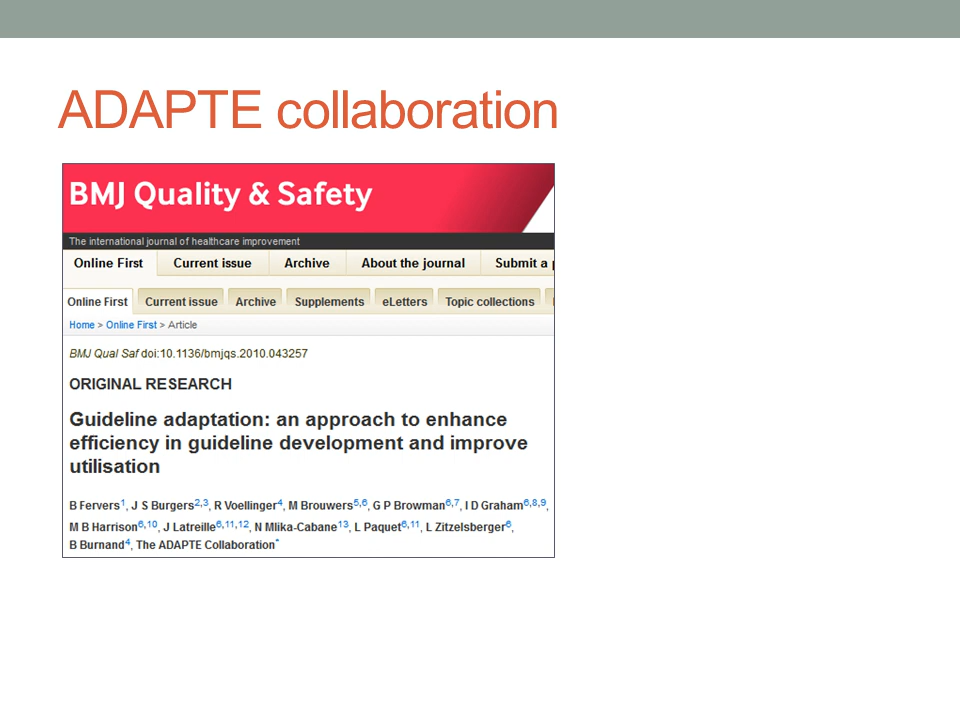 ADAPTE collaboration
BMJ Quality & Safety
The international journal of healthcare improvement
Online First Current issue Archive About the journal Submit a
Online First Current issue Archive Supplements eLetters Topic collections
Home > Online First > Article
BMJ Qual Saf doi:10.1136/bmjqs.2010.043257
ORIGINAL RESEARCH
Guideline adaptation: an approach to enhance
efficiency in guideline development and improve
utilisation
B Fervers1, J S Burgers2,3, R Voellinger4, M Brouwers5,6, G P Browman6,7, I D Graham6,8,9,
M B Harrison6,10, J Latreille6,11,12, N Mlika-Cabane13, L Paquet6,11, L Zitzelsberger6,
B Burnand4, The ADAPTE Collaboration*